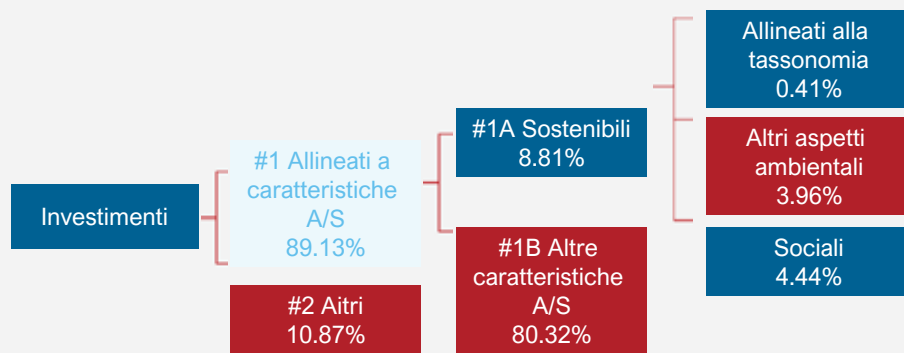 Investimenti
#1 Allineati a
caratteristiche
A/S
89.13%
#2 Aitri
10.87%
#1A Sostenibili
8.81%
#1B Altre
caratteristiche
A/S
80.32%
Allineati alla
tassonomia
0.41%
Altri aspetti
ambientali
3.96%
Sociali
4.44%